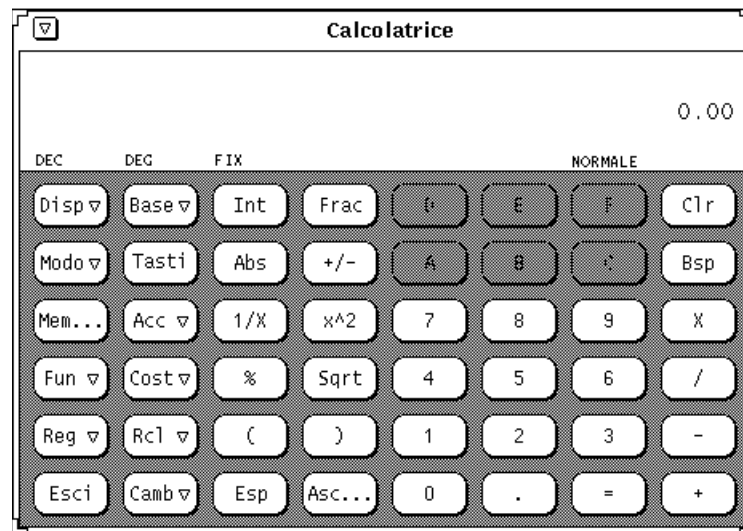 Calcolatrice
0.00
DEC DEG FIX NORMALE
Disp Base Int Frac D E F Clr
Modo Tasti Abs +/- A B C Bsp
Mem... Acc 1/X x^2 7 8 9 X
Fun Cost % Sqrt 4 5 6 /
Reg Rcl ( ) 1 2 3 -
Esci Camb Esp Asc... 0 . = +